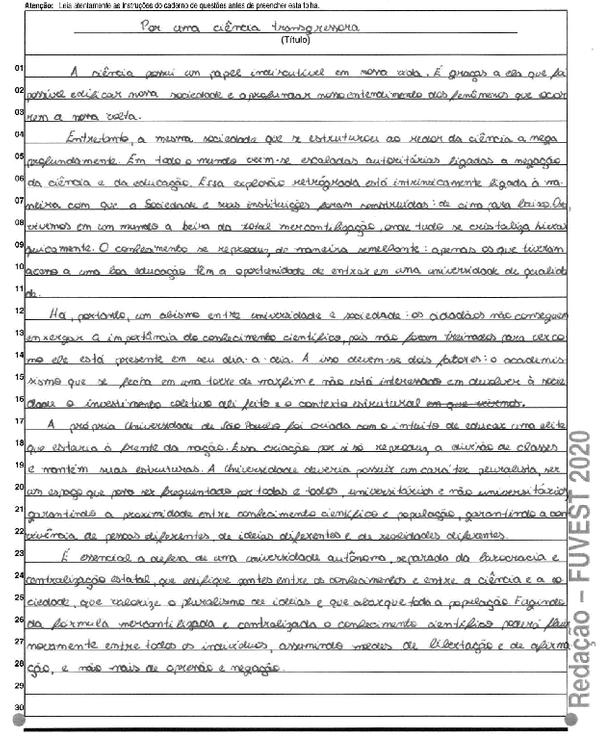 Atenção: Leia atentamente as instruções do caderno de questões antes de preencher esta folha.
Por uma ciência transgressora
(Título)
01 A ciência possui um papel indiscutível em nossa vida. É graças a ela que foi
02 possível edificar nossa sociedade e aprofundar nosso entendimento dos fenômenos que ocor
03 rem a nossa volta.
04 Entretanto, a mesma sociedade que se estruturou ao redor da ciência a nega
05 profundamente. Em todo o mundo veem-se escaladas autoritárias ligadas a negação
06 da ciência e da educação. Essa explosão retrógrada está intrinsicamente ligada à ma-
07 neira com que a Sociedade e suas instituições foram construídas: de cima para baixo.
08 vivemos em um mundo a beira da total mercantilização, onde tudo se cristaliza hierar
09 quicamente. O conhecimento se reproduz de maneira semelhante: apenas os que tiveram
10 acesso a uma boa educação têm a oportunidade de entrar em uma universidade de qualida
11 de.
12 Há, portanto, um abismo entre universidade e sociedade: os cidadãos não conseguem
13 enxergar a importância do conhecimento científico, pois não foram treinados para ver co
14 mo ele está presente em seu dia-a-dia. A isso devem-se dois fatores: o academi-
15 sismo que se fecha em uma torre de marfim e não está interessado em devolver à socie
16 dade o investimento coletivo ali feito e o contexto estrutural em que vivemos.
17 A própria Universidade de São Paulo foi criada com o intuito de educar uma elite
18 que estaria à frente da nação. Essa criação por si só reproduz a divisão de classes
19 e mantém suas estruturas. A Universidade deveria possuir um caráter pluralista, ser
20 um espaço que possa ser frequentado por todas e todos, universitários e não universitários,
21 garantindo a proximidade entre conhecimento científico e população, garantindo a con
22 vivência de pessoas diferentes, de ideias diferentes e de realidades diferentes.
23 É essencial a defesa de uma universidade autônoma, separada da burocracia e
24 centralização estatal, que edifique pontes entre os conhecimentos e entre a ciência e a so
25 ciedade, que valorize o pluralismo de ideias e que abarque toda a população. Fugindo
26 da fórmula mercantilizada e centralizada o conhecimento científico poderá fluir
27 novamente entre todos os indivíduos, assumindo moldes de libertação e de afirma
28 ção, e não mais de opressão e negação.
29
30
Redação – FUVEST 2020